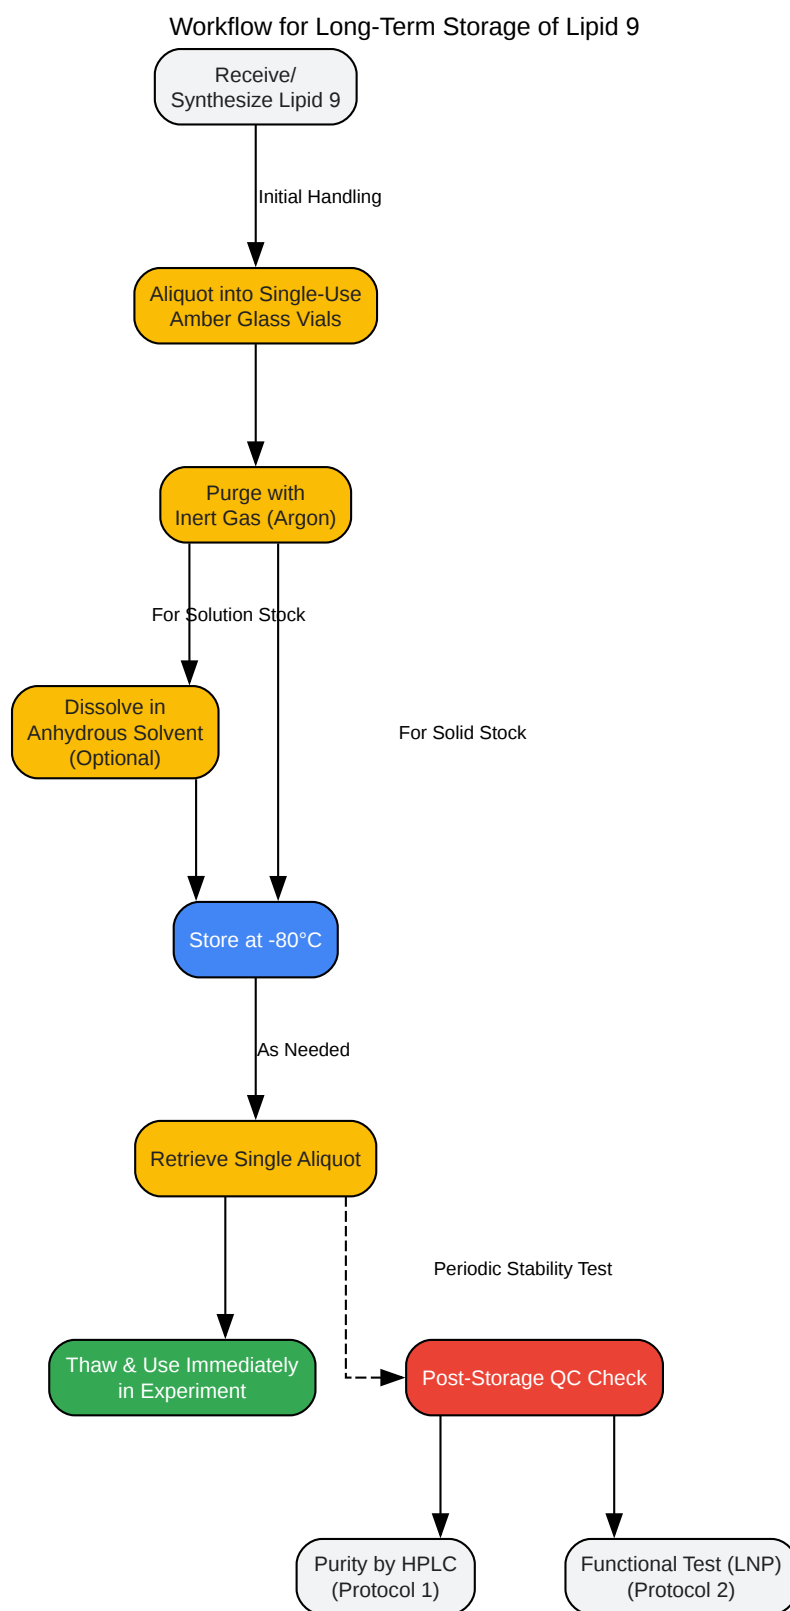 Workflow for Long-Term Storage of Lipid 9
Receive/
Synthesize Lipid 9
Initial Handling
Aliquot into Single-Use
Amber Glass Vials
Purge with
Inert Gas (Argon)
For Solution Stock
Dissolve in
Anhydrous Solvent
(Optional)
For Solid Stock
Store at -80°C
As Needed
Retrieve Single Aliquot
Periodic Stability Test
Thaw & Use Immediately
in Experiment
Post-Storage QC Check
Purity by HPLC
(Protocol 1)
Functional Test (LNP)
(Protocol 2)